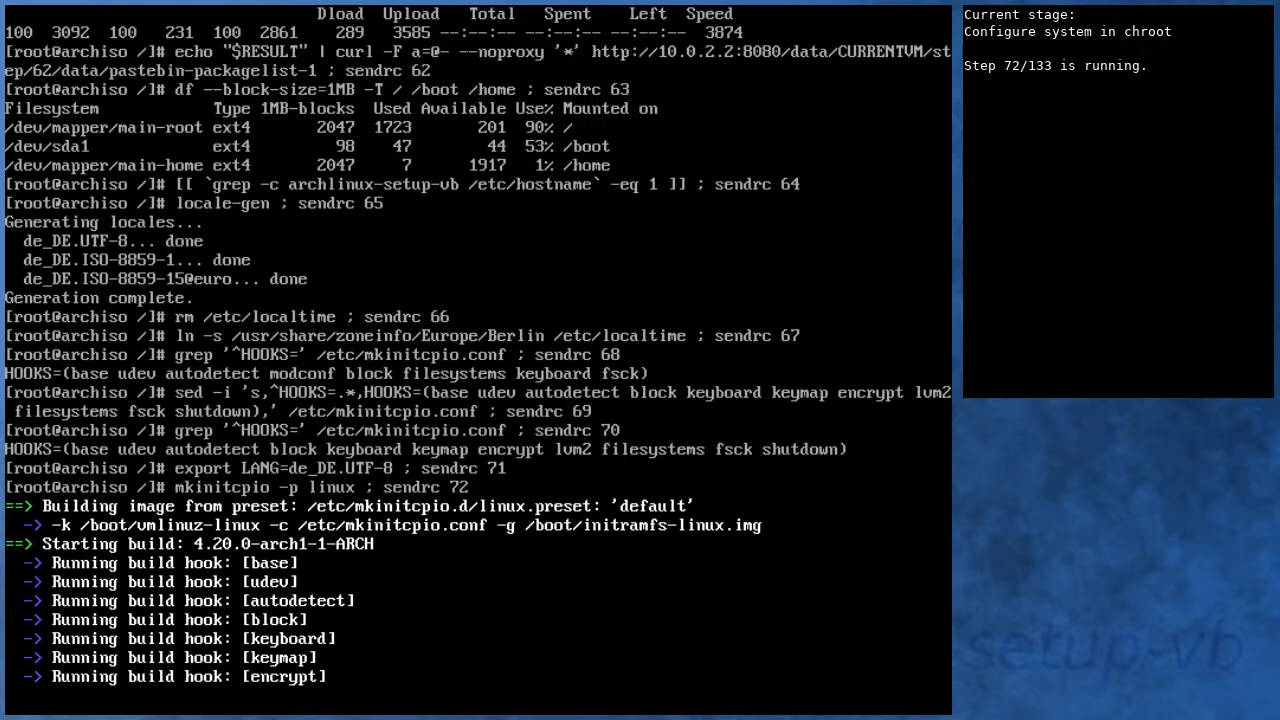 Dload  Upload   Total   Spent    Left  Speed
100  3092  100   231  100  2861    289   3585 --:--:-- --:--:-- --:--:--  3874
[root@archiso /]# echo "$RESULT" | curl -F a=@- --noproxy '*' http://10.0.2.2:8080/data/CURRENTVM/st
ep/62/data/pastebin-packagelist-1 ; sendrc 62
[root@archiso /]# df --block-size=1MB -T / /boot /home ; sendrc 63
Filesystem            Type 1MB-blocks  Used Available Use% Mounted on
/dev/mapper/main-root ext4       2047  1723       201  90% /
/dev/sda1             ext4         98    47        44  53% /boot
/dev/mapper/main-home ext4       2047     7      1917   1% /home
[root@archiso /]# [[ `grep -c archlinux-setup-vb /etc/hostname` -eq 1 ]] ; sendrc 64
[root@archiso /]# locale-gen ; sendrc 65
Generating locales...
  de_DE.UTF-8... done
  de_DE.ISO-8859-1... done
  de_DE.ISO-8859-15@euro... done
Generation complete.
[root@archiso /]# rm /etc/localtime ; sendrc 66
[root@archiso /]# ln -s /usr/share/zoneinfo/Europe/Berlin /etc/localtime ; sendrc 67
[root@archiso /]# grep '^HOOKS=' /etc/mkinitcpio.conf ; sendrc 68
HOOKS=(base udev autodetect modconf block filesystems keyboard fsck)
[root@archiso /]# sed -i 's,^HOOKS=.*,HOOKS=(base udev autodetect block keyboard keymap encrypt lvm2
 filesystems fsck shutdown),' /etc/mkinitcpio.conf ; sendrc 69
[root@archiso /]# grep '^HOOKS=' /etc/mkinitcpio.conf ; sendrc 70
HOOKS=(base udev autodetect block keyboard keymap encrypt lvm2 filesystems fsck shutdown)
[root@archiso /]# export LANG=de_DE.UTF-8 ; sendrc 71
[root@archiso /]# mkinitcpio -p linux ; sendrc 72
==> Building image from preset: /etc/mkinitcpio.d/linux.preset: 'default'
  -> -k /boot/vmlinuz-linux -c /etc/mkinitcpio.conf -g /boot/initramfs-linux.img
==> Starting build: 4.20.0-arch1-1-ARCH
  -> Running build hook: [base]
  -> Running build hook: [udev]
  -> Running build hook: [autodetect]
  -> Running build hook: [block]
  -> Running build hook: [keyboard]
  -> Running build hook: [keymap]
  -> Running build hook: [encrypt]
Current stage:
Configure system in chroot
Step 72/133 is running.
setup-vb